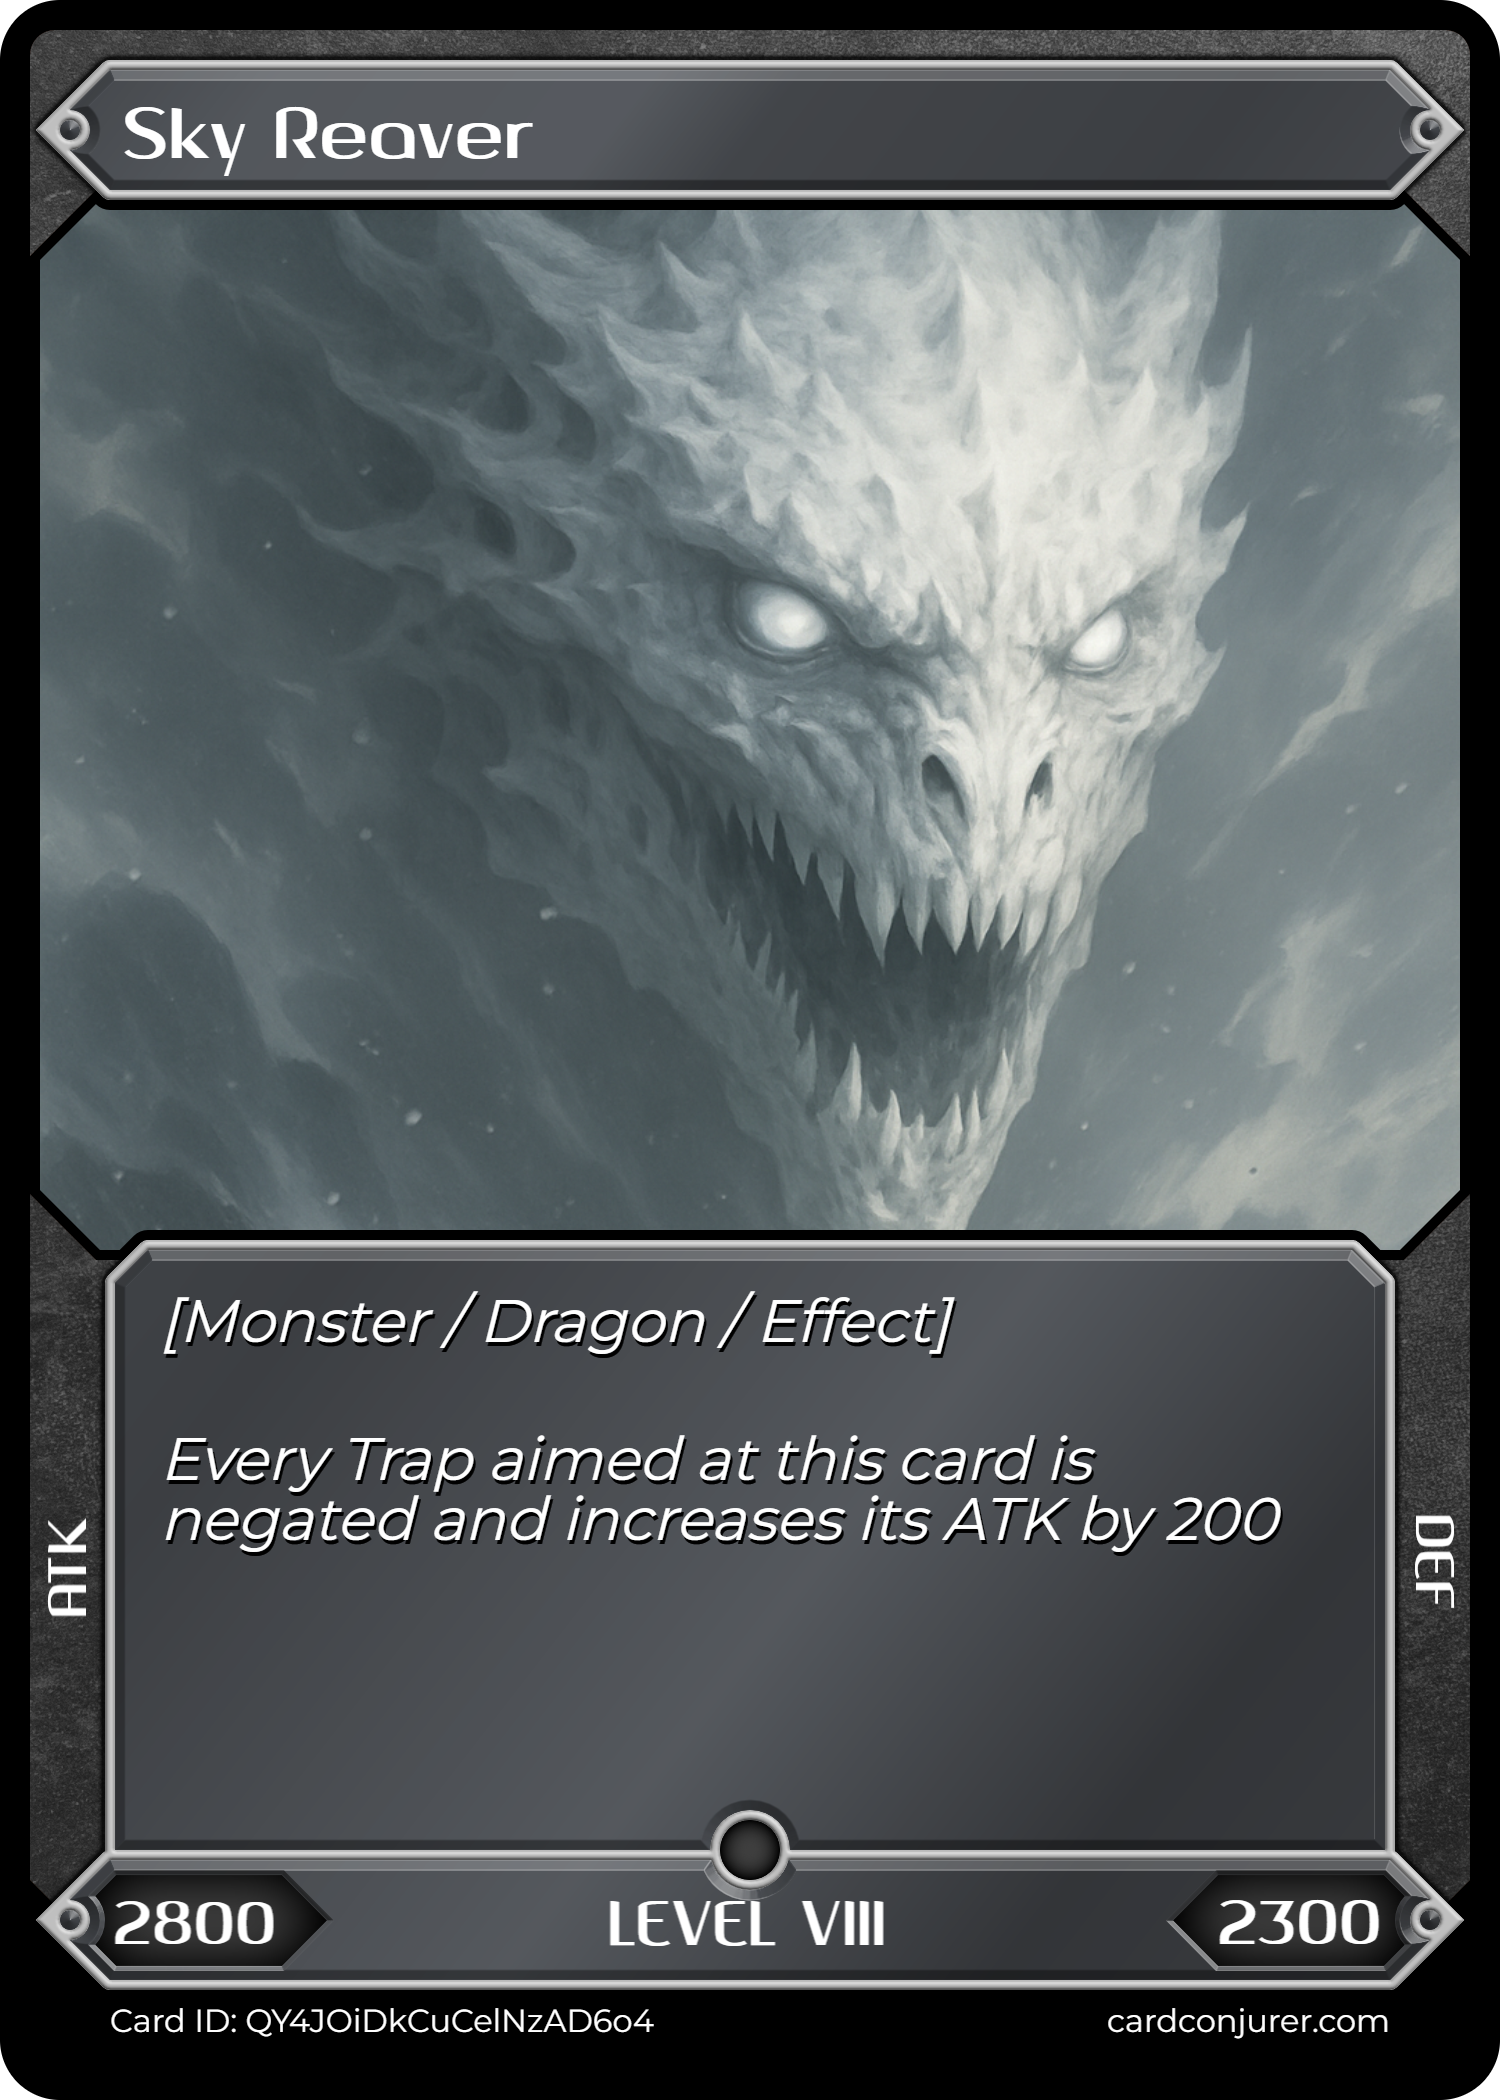 Sky Reaver
[Monster / Dragon / Effect]
Every Trap aimed at this card is
negated and increases its ATK by 200
ATK
DEF
2800
LEVEL VIII
2300
Card ID: QY4JOiDkCuCelNzAD6o4
cardconjurer.com